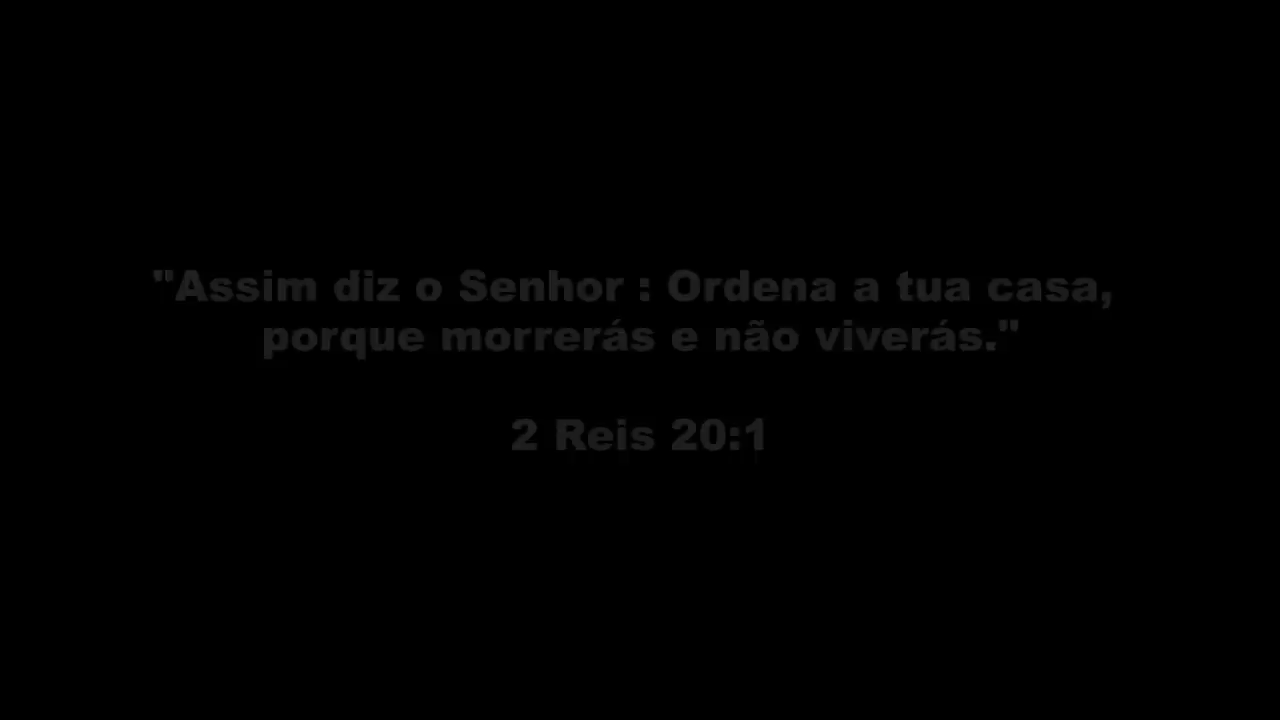 "Assim diz o Senhor : Ordena a tua casa,
porque morrerás e não viverás."
2 Reis 20:1